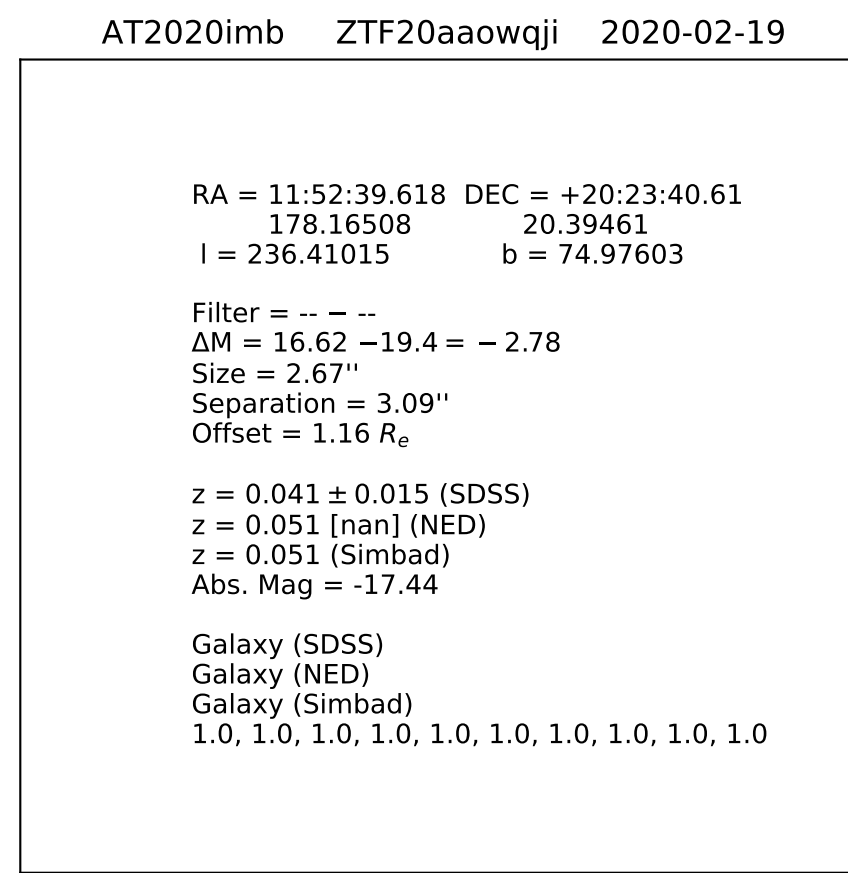 AT2020imb ZTF20aaowqji 2020-02-19
RA = 11:52:39.618 DEC = +20:23:40.61
178.16508 20.39461
l = 236.41015 b = 74.97603
Filter = -- − --
ΔM = 16.62 −19.4 = − 2.78
Size = 2.67''
Separation = 3.09''
Offset = 1.16 Rₑ
z = 0.041 ± 0.015 (SDSS)
z = 0.051 [nan] (NED)
z = 0.051 (Simbad)
Abs. Mag = -17.44
Galaxy (SDSS)
Galaxy (NED)
Galaxy (Simbad)
1.0, 1.0, 1.0, 1.0, 1.0, 1.0, 1.0, 1.0, 1.0, 1.0